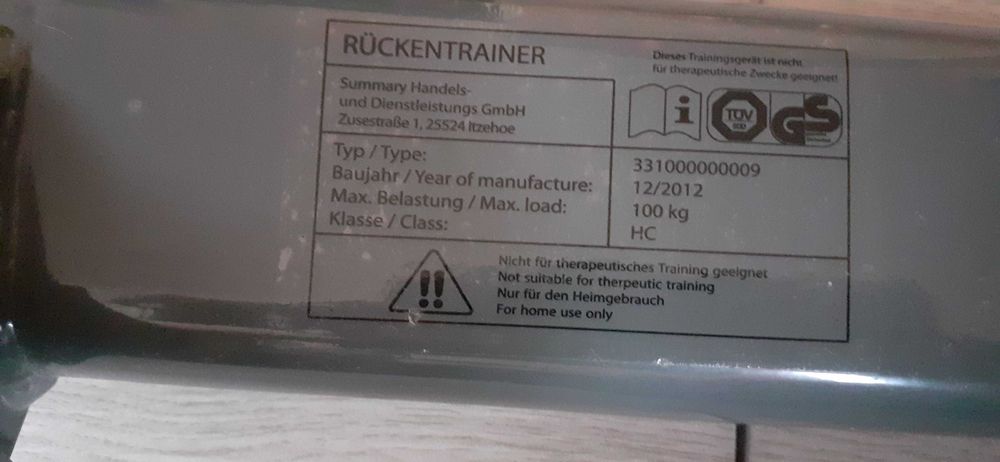 RÜCKENTRAINER
Dieses Trainingsgerät ist nicht
für therapeutische Zwecke geeignet!
Summary Handels-
und Dienstleistungs GmbH
Zusestraße 1, 25524 Itzehoe
i
TÜV
GS
Typ / Type: 331000000009
Baujahr / Year of manufacture: 12/2012
Max. Belastung / Max. load: 100 kg
Klasse / Class: HC
!!
Nicht für therapeutisches Training geeignet
Not suitable for therpeutic training
Nur für den Heimgebrauch
For home use only